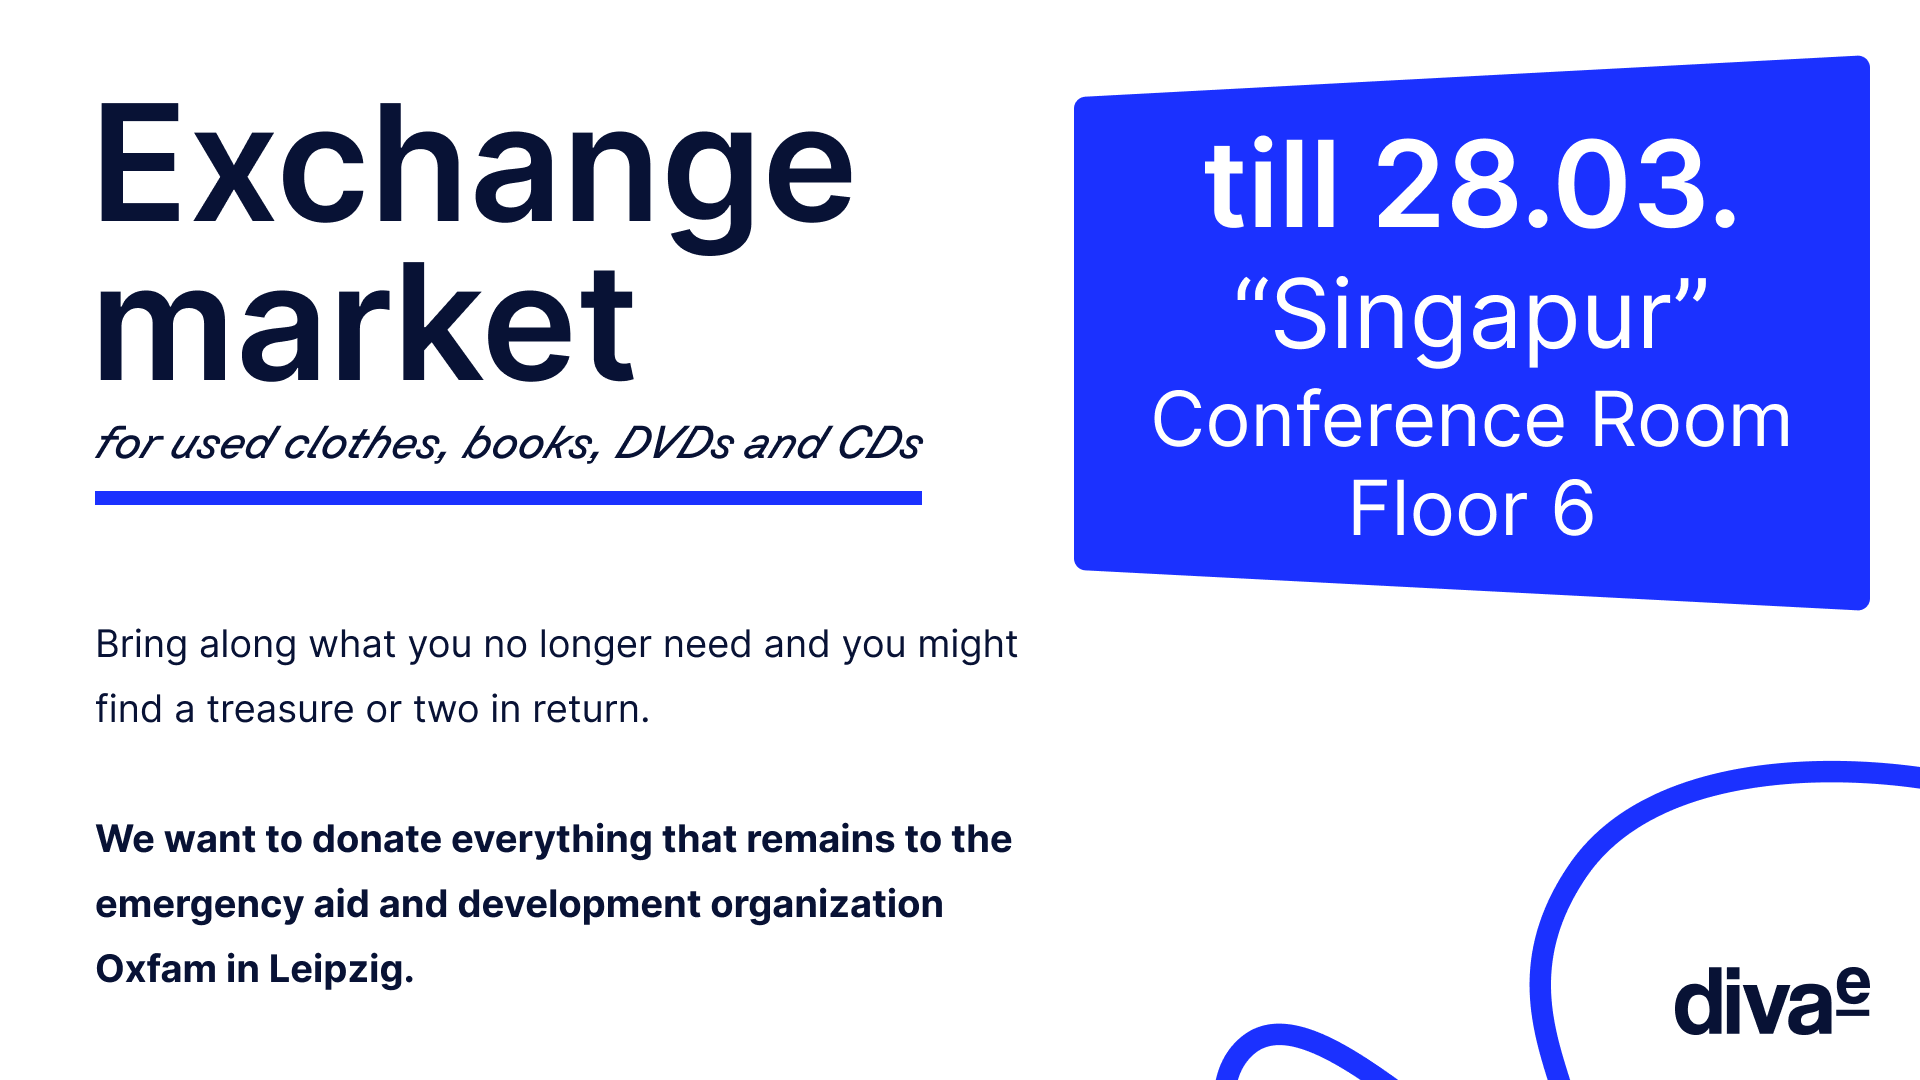 Exchange
market
for used clothes, books, DVDs and CDs
till 28.03.
“Singapur”
Conference Room
Floor 6
Bring along what you no longer need and you might
find a treasure or two in return.
We want to donate everything that remains to the
emergency aid and development organization
Oxfam in Leipzig.
divae